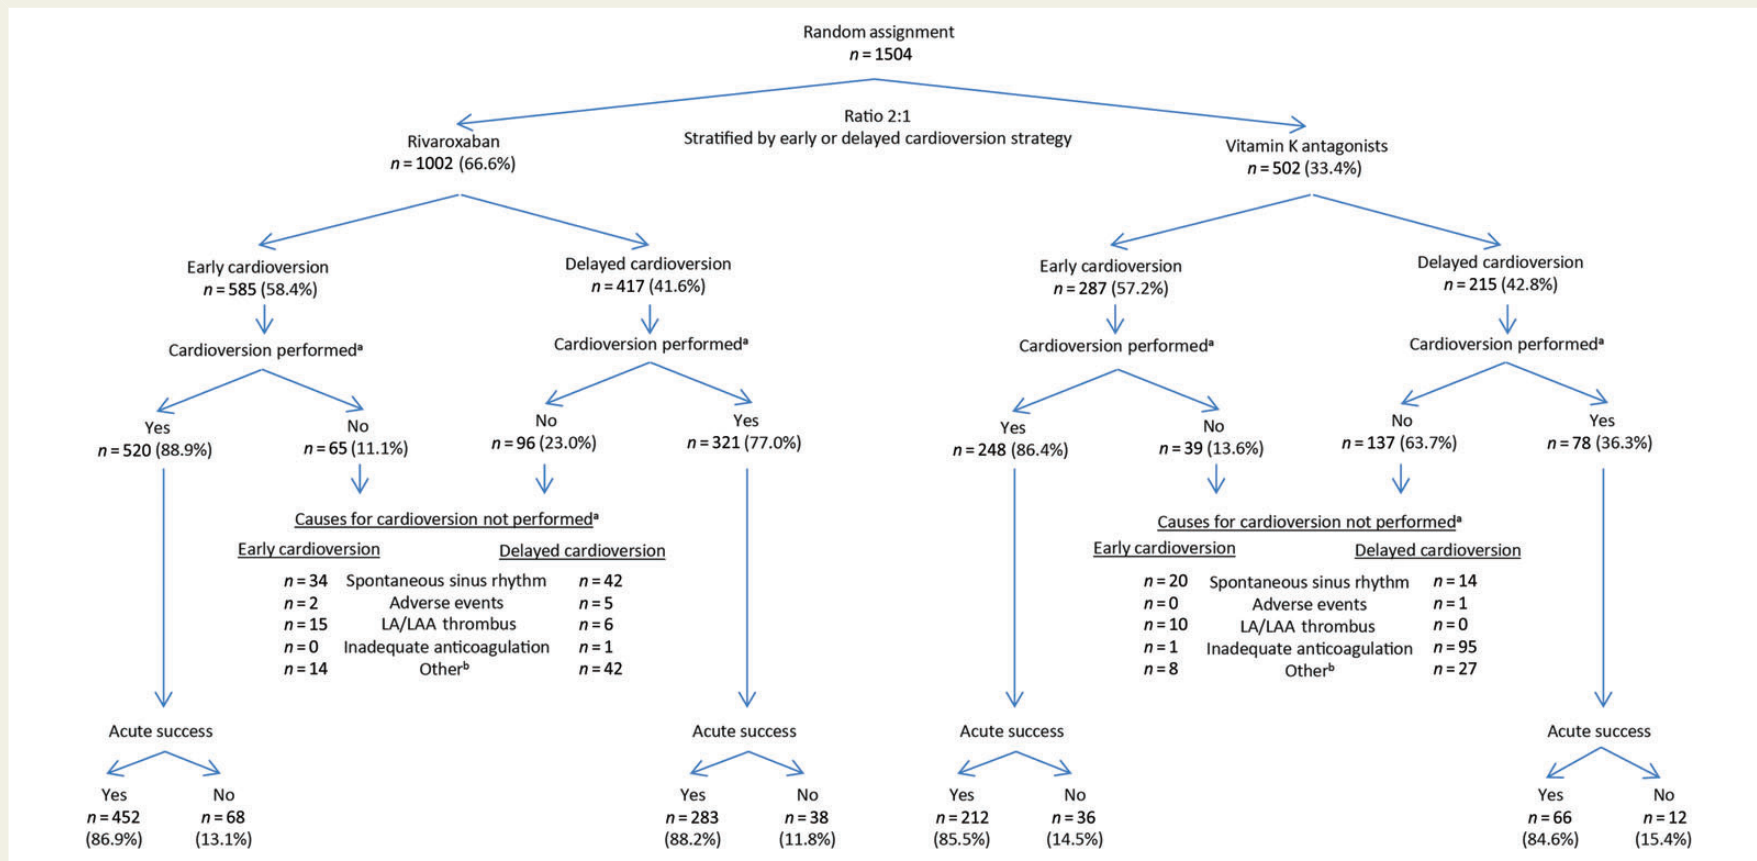 Random assignment
n = 1504
Ratio 2:1
Stratified by early or delayed cardioversion strategy
Rivaroxaban
n = 1002 (66.6%)
Vitamin K antagonists
n = 502 (33.4%)
Early cardioversion
n = 585 (58.4%)
Delayed cardioversion
n = 417 (41.6%)
Early cardioversion
n = 287 (57.2%)
Delayed cardioversion
n = 215 (42.8%)
Cardioversion performedᵃ
Cardioversion performedᵃ
Cardioversion performedᵃ
Cardioversion performedᵃ
Yes
n = 520 (88.9%)
No
n = 65 (11.1%)
No
n = 96 (23.0%)
Yes
n = 321 (77.0%)
Yes
n = 248 (86.4%)
No
n = 39 (13.6%)
No
n = 137 (63.7%)
Yes
n = 78 (36.3%)
Causes for cardioversion not performedᵃ
Early cardioversion Delayed cardioversion
n = 34 Spontaneous sinus rhythm n = 42
n = 2 Adverse events n = 5
n = 15 LA/LAA thrombus n = 6
n = 0 Inadequate anticoagulation n = 1
n = 14 Otherᵇ n = 42
Causes for cardioversion not performedᵃ
Early cardioversion Delayed cardioversion
n = 20 Spontaneous sinus rhythm n = 14
n = 0 Adverse events n = 1
n = 10 LA/LAA thrombus n = 0
n = 1 Inadequate anticoagulation n = 95
n = 8 Otherᵇ n = 27
Acute success
Yes
n = 452
(86.9%)
No
n = 68
(13.1%)
Acute success
Yes
n = 283
(88.2%)
No
n = 38
(11.8%)
Acute success
Yes
n = 212
(85.5%)
No
n = 36
(14.5%)
Acute success
Yes
n = 66
(84.6%)
No
n = 12
(15.4%)